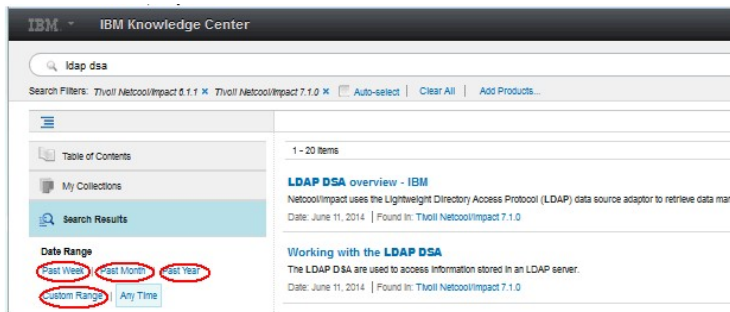 IBM. IBM Knowledge Center
ldap dsa
Search Filters: Tivoli Netcool/Impact 6.1.1 × Tivoli Netcool/Impact 7.1.0 × Auto-select | Clear All | Add Products...
Table of Contents
My Collections
Search Results
Date Range
Past Week | Past Month | Past Year
Custom Range | Any Time
1 - 20 items
LDAP DSA overview - IBM
Netcool/Impact uses the Lightweight Directory Access Protocol (LDAP) data source adaptor to retrieve data mar
Date: June 11, 2014 | Found in: Tivoli Netcool/Impact 7.1.0
Working with the LDAP DSA
The LDAP DSA are used to access information stored in an LDAP server.
Date: June 11, 2014 | Found in: Tivoli Netcool/Impact 7.1.0